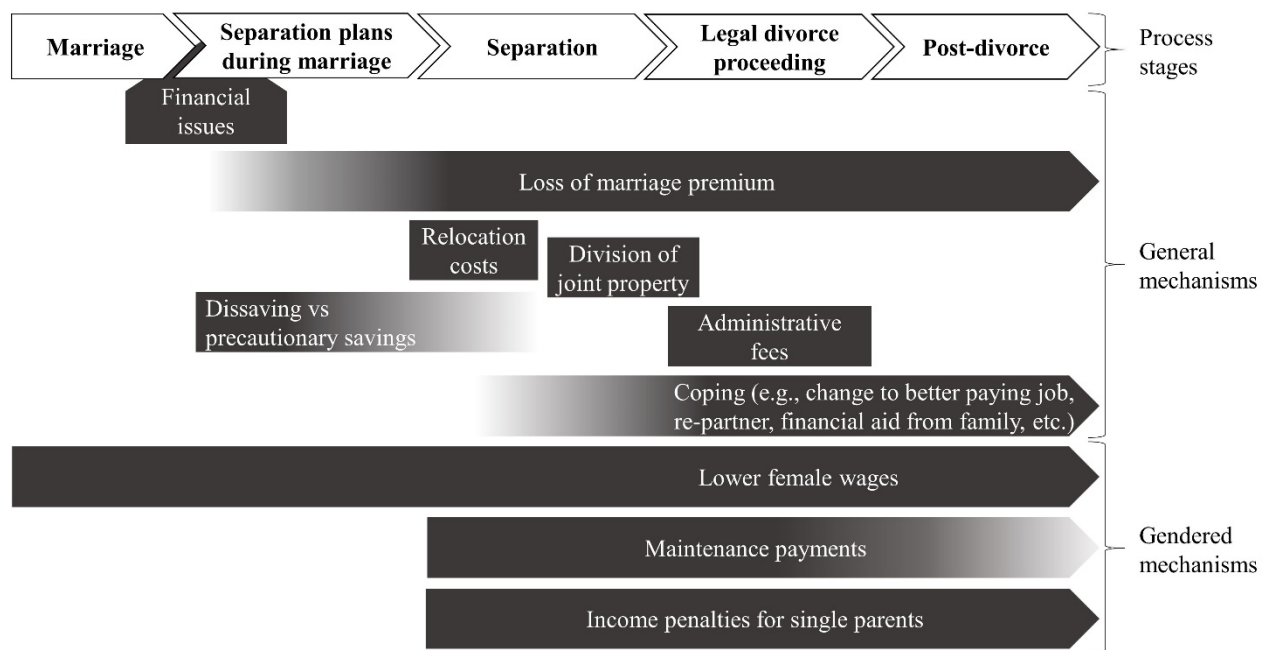 Marriage
Separation plans
during marriage
Separation
Legal divorce
proceeding
Post-divorce
Process
stages
Financial
issues
Loss of marriage premium
Relocation
costs
Division of
joint property
Dissaving vs
precautionary savings
Administrative
fees
Coping (e.g., change to better paying job,
re-partner, financial aid from family, etc.)
General
mechanisms
Lower female wages
Maintenance payments
Income penalties for single parents
Gendered
mechanisms